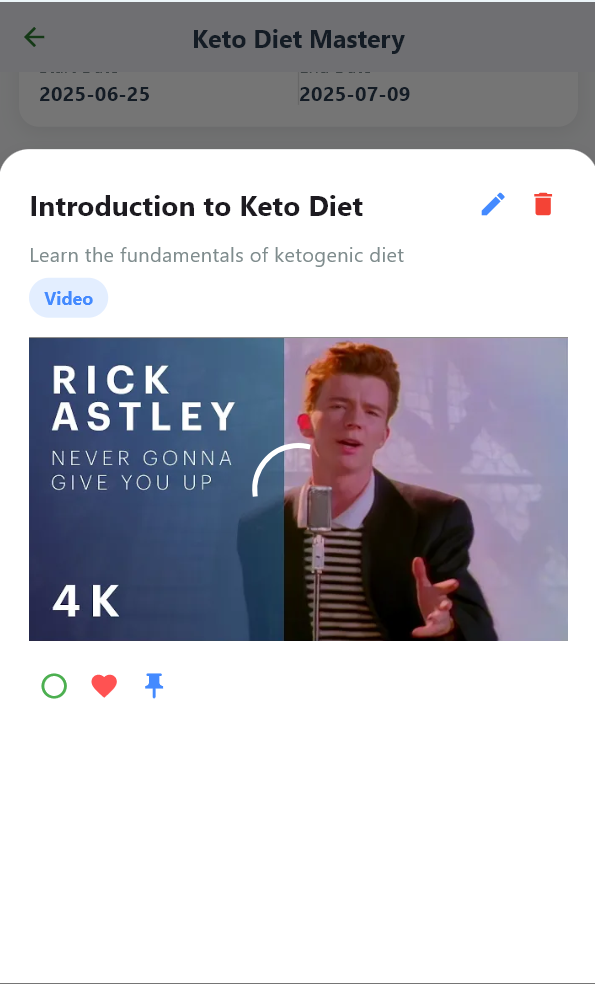 Keto Diet Mastery
2025-06-25 2025-07-09
Introduction to Keto Diet
Learn the fundamentals of ketogenic diet
Video
RICK
ASTLEY
NEVER GONNA
GIVE YOU UP
4K